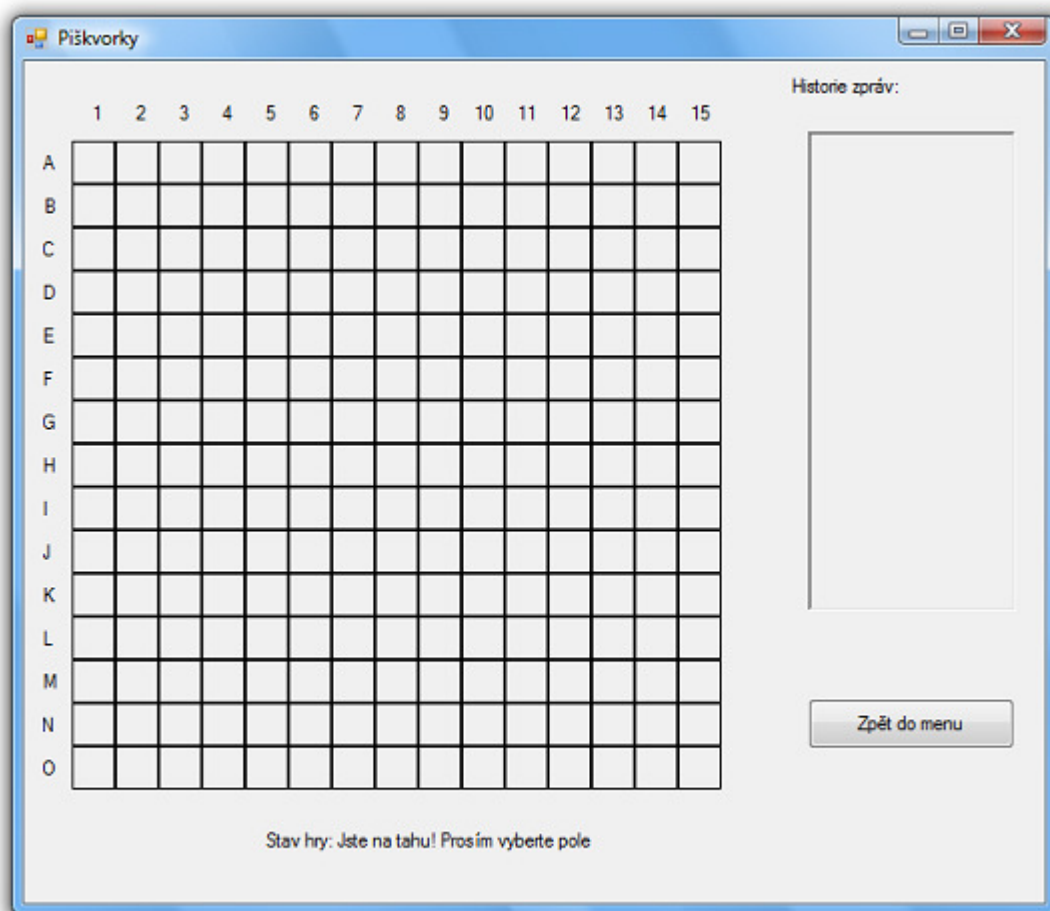 Piškvorky
Historie zpráv:
1 2 3 4 5 6 7 8 9 10 11 12 13 14 15
A
B
C
D
E
F
G
H
I
J
K
L
M
N
O
Zpět do menu
Stav hry: Jste na tahu! Prosím vyberte pole